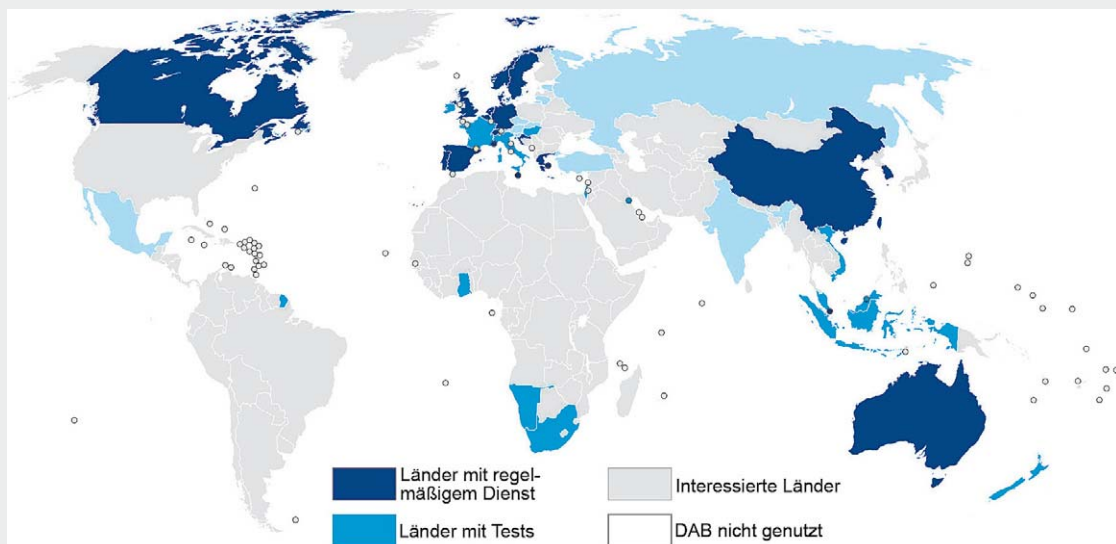 Länder mit regel-
mäßigem Dienst
Länder mit Tests
Interessierte Länder
DAB nicht genutzt